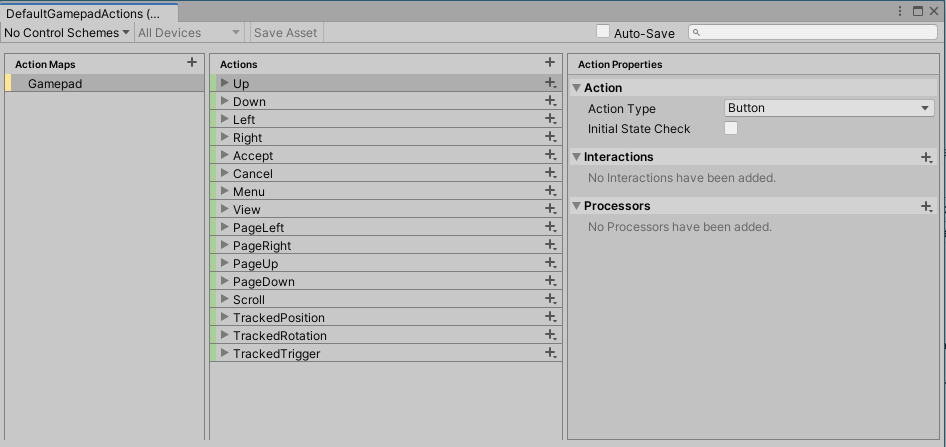 DefaultGamepadActions (...
No Control Schemes All Devices Save Asset Auto-Save
Action Maps
Gamepad
Actions
Up
Down
Left
Right
Accept
Cancel
Menu
View
PageLeft
PageRight
PageUp
PageDown
Scroll
TrackedPosition
TrackedRotation
TrackedTrigger
Action Properties
Action
Action Type Button
Initial State Check
Interactions
No Interactions have been added.
Processors
No Processors have been added.